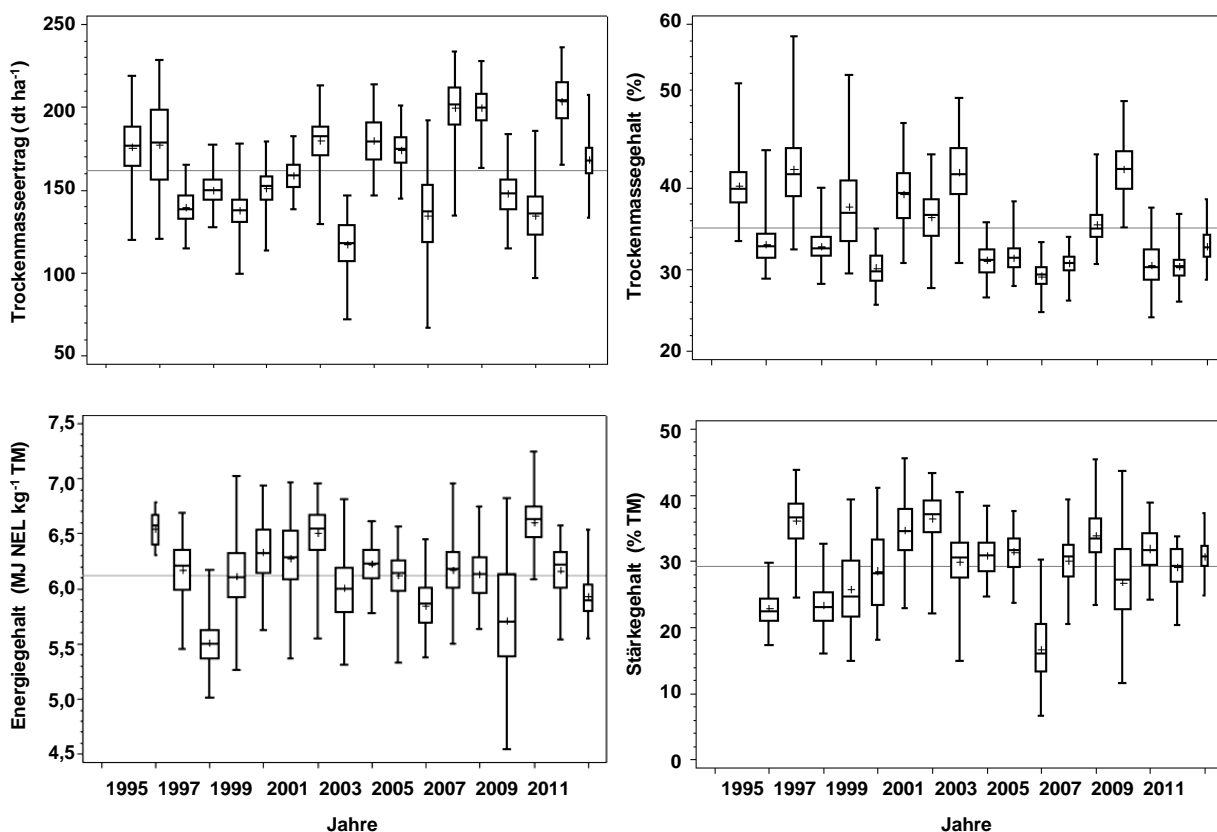 Trockenmasseertrag (dt ha-1)
250
200
150
100
50
Trockenmassegehalt (%)
60
50
40
30
20
Energiegehalt (MJ NEL kg-1 TM)
7,5
7,0
6,5
6,0
5,5
5,0
4,5
1995 1997 1999 2001 2003 2005 2007 2009 2011
Jahre
Stärkegehalt (% TM)
50
40
30
20
10
0
1995 1997 1999 2001 2003 2005 2007 2009 2011
Jahre